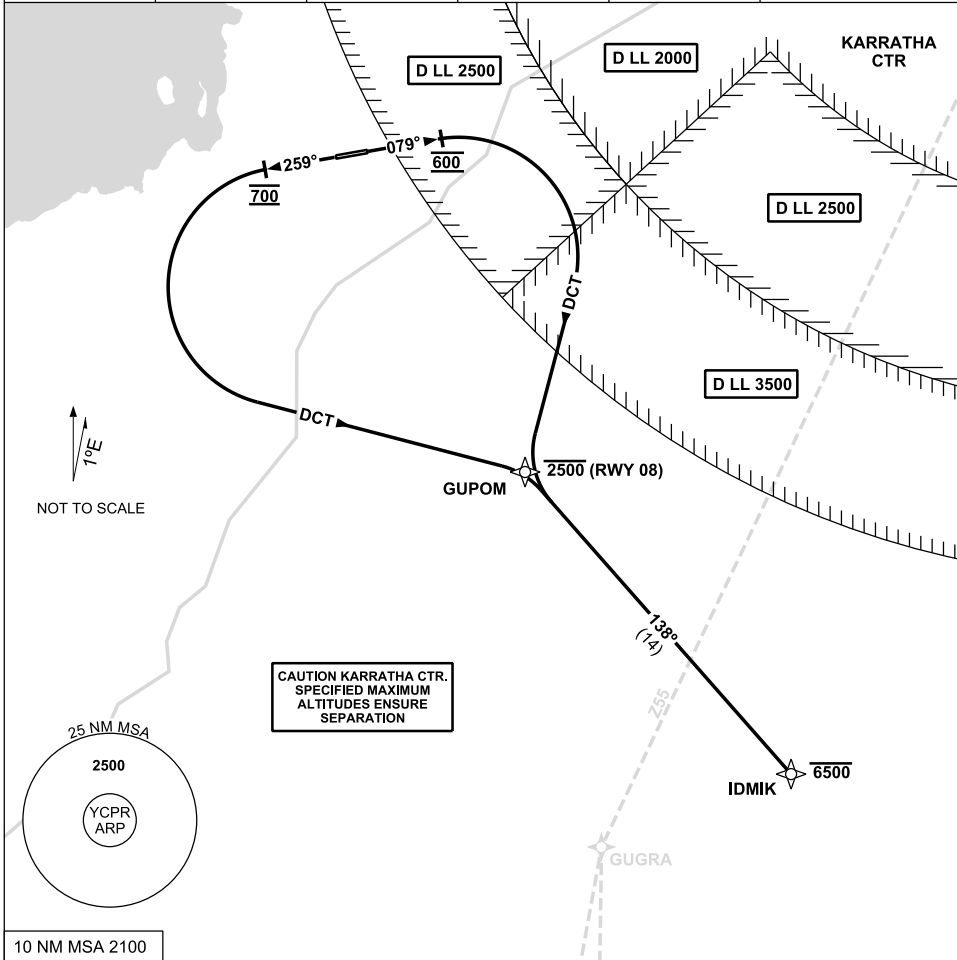 KARRATHA
CTR
D LL 2500
D LL 2000
079°
259°
600
700
D LL 2500
DCT
D LL 3500
DCT
1°E
2500 (RWY 08)
GUPOM
NOT TO SCALE
138°
(14)
CAUTION KARRATHA CTR.
SPECIFIED MAXIMUM
ALTITUDES ENSURE
SEPARATION
Z55
25 NM MSA
2500
YCPR
ARP
6500
IDMIK
GUGRA
10 NM MSA 2100